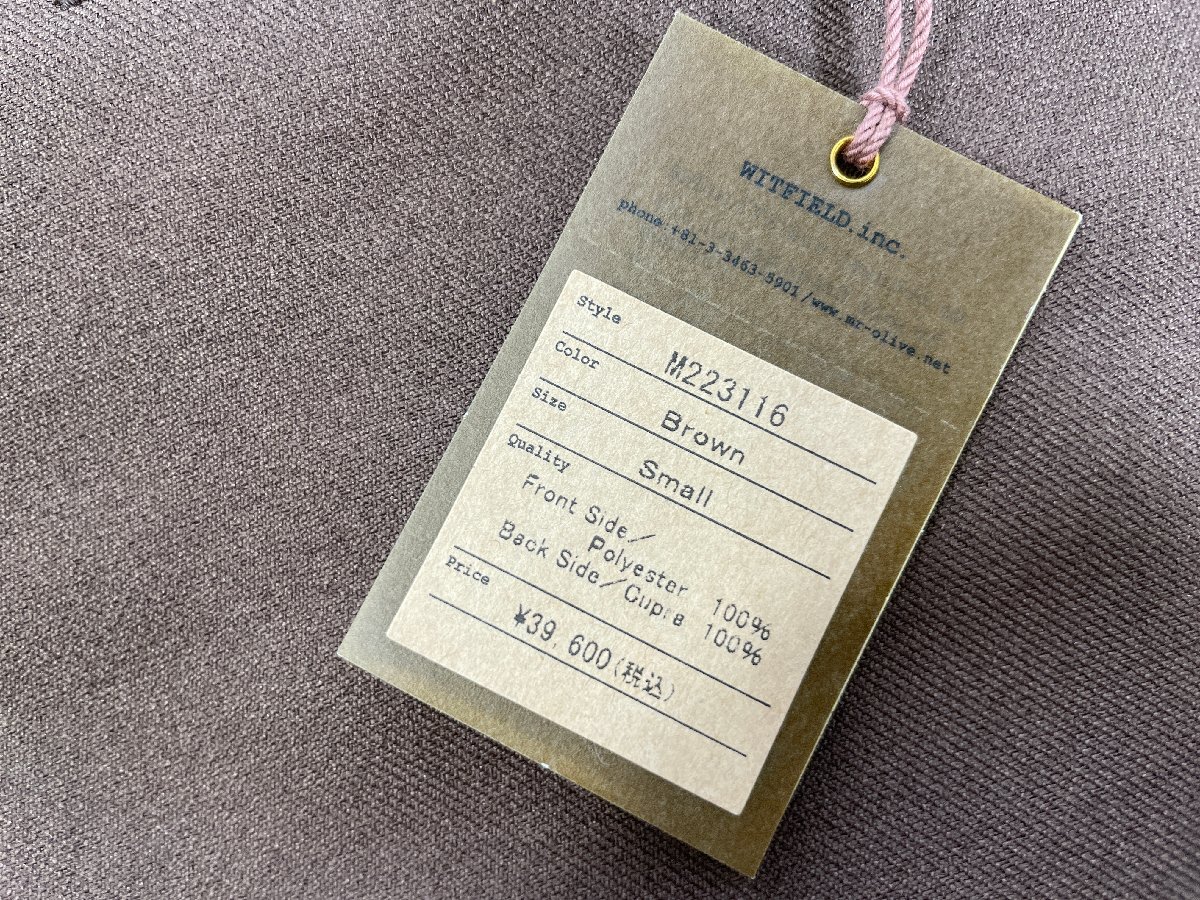 WITFIELD.inc.
phone.+81-3-3463-5901/www.mr-olive.net
Style
M223116
Color
Brown
Size
Small
Quality
Front Side／
Polyester 100%
Back Side／Cupra 100%
Price
¥39,600(税込)